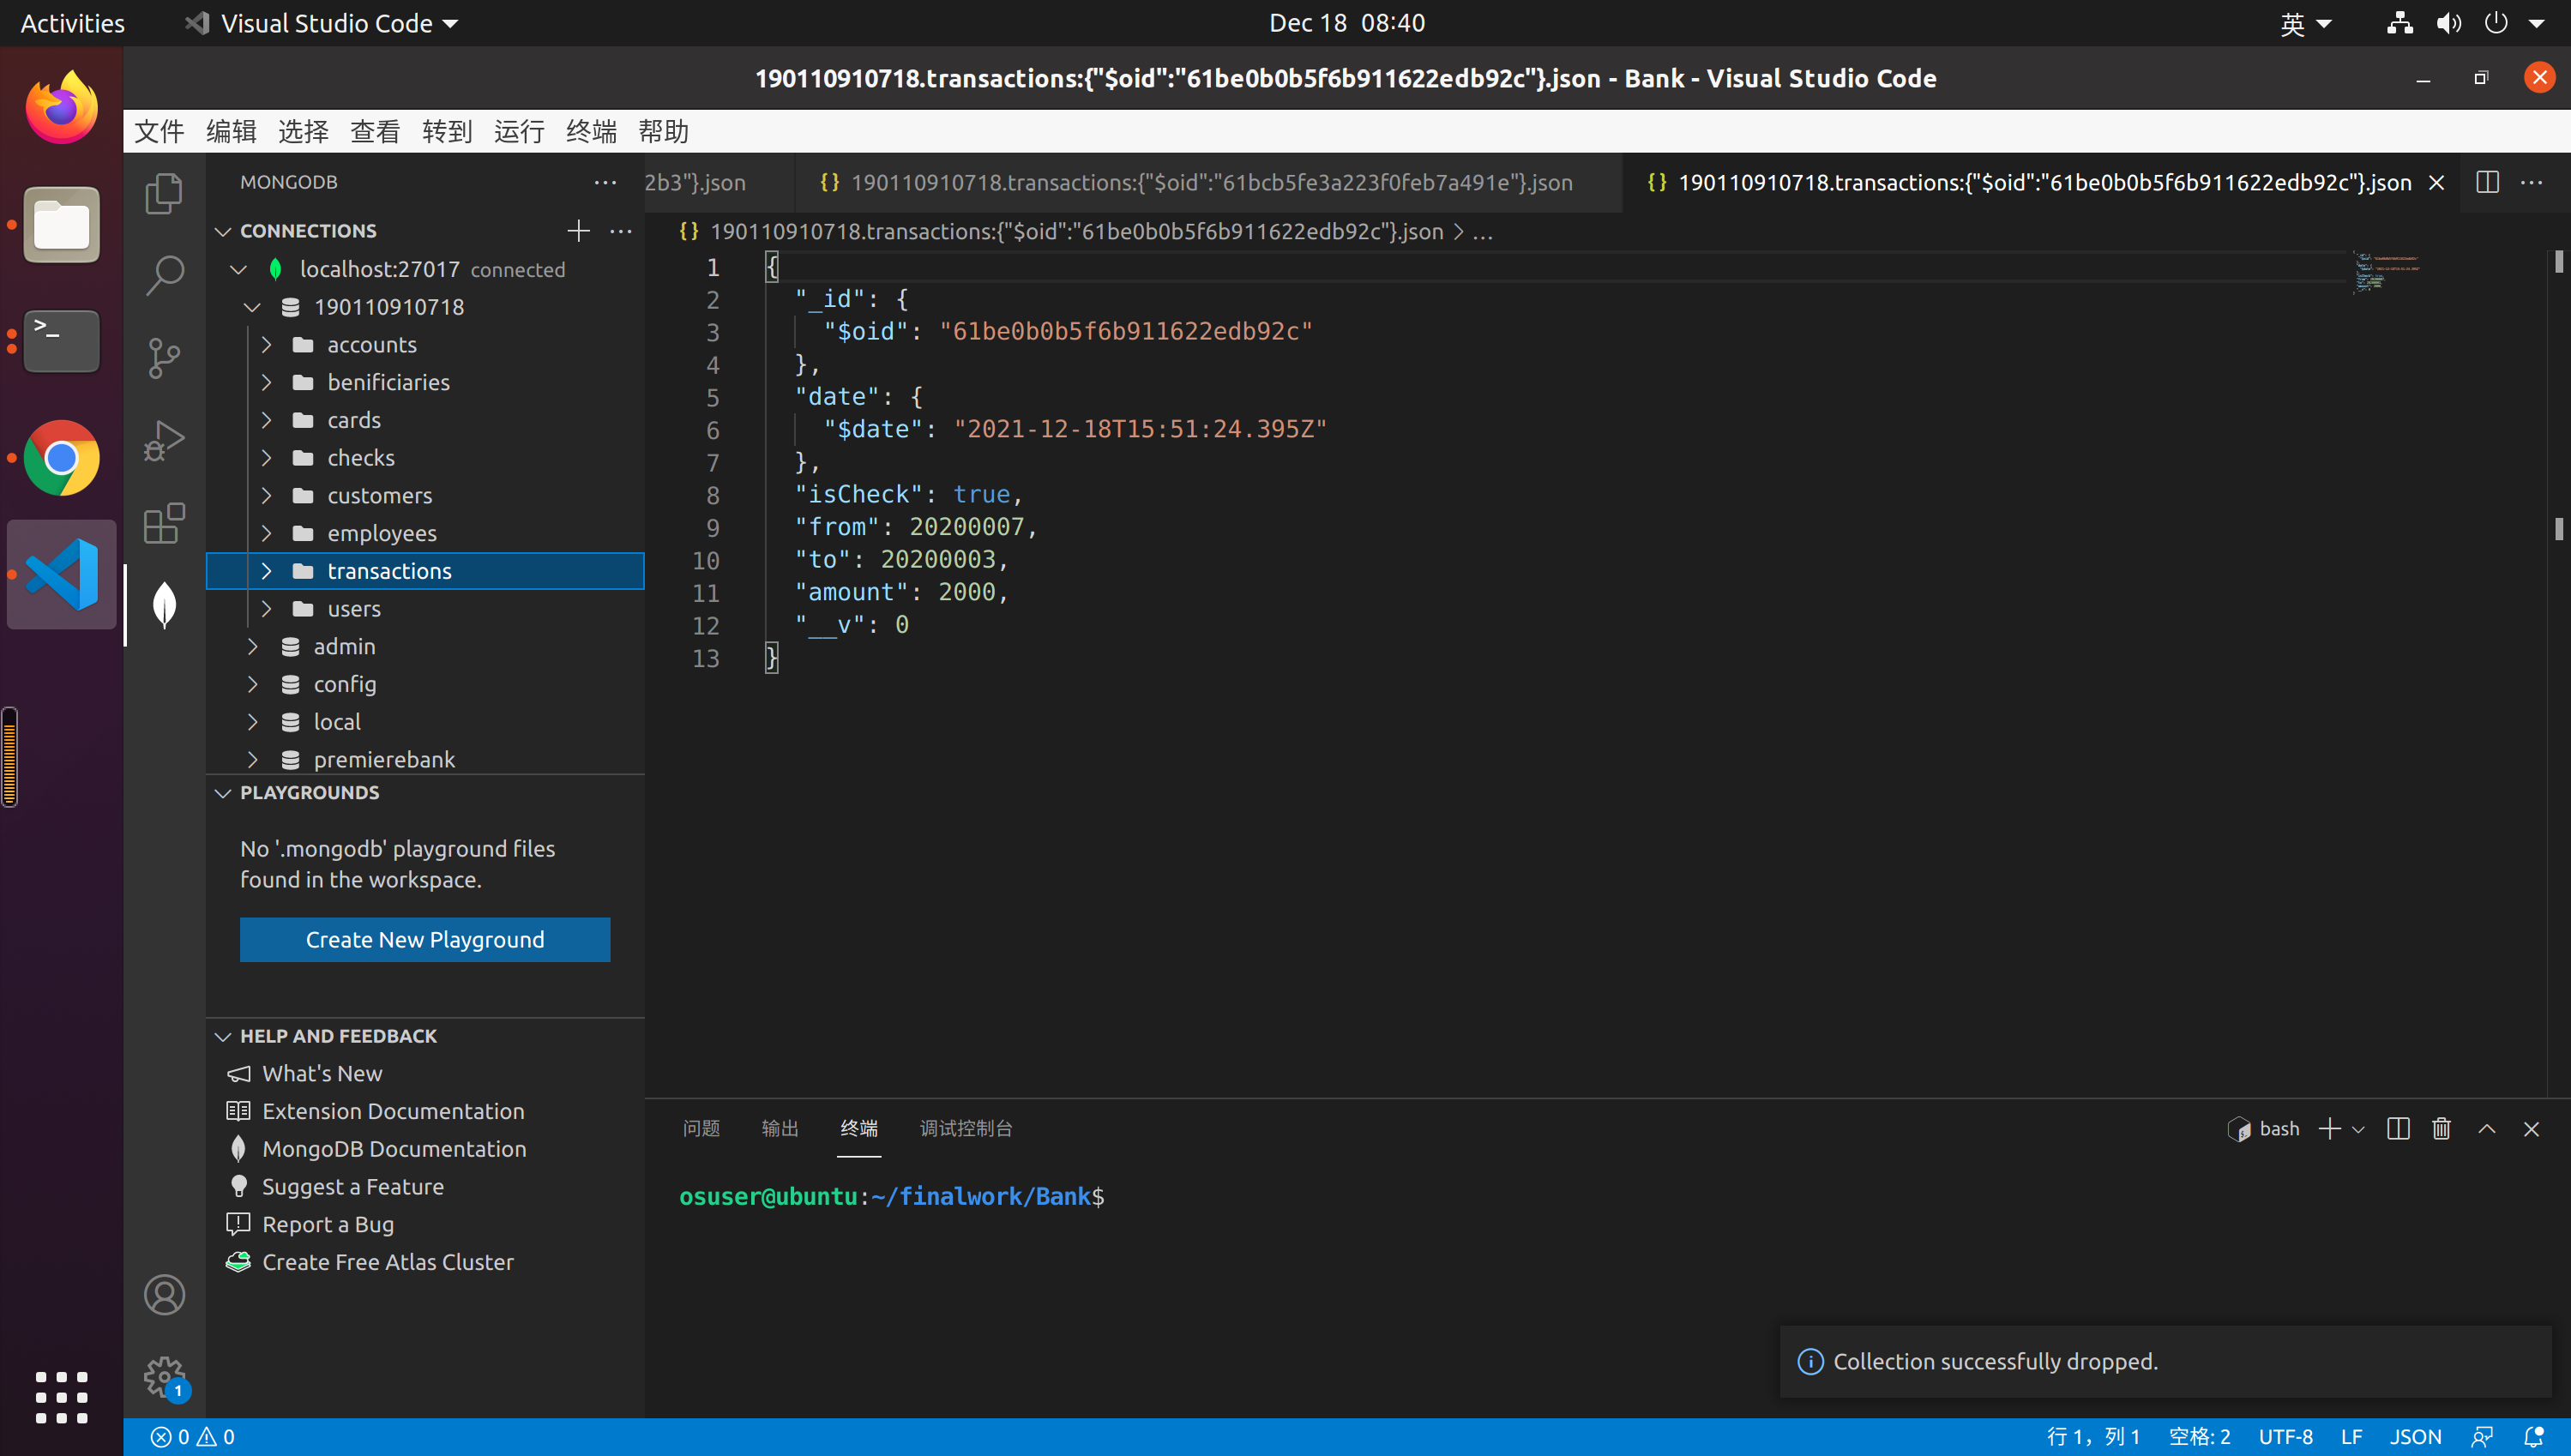 Activities Visual Studio Code Dec 18 08:40 英
190110910718.transactions:{"$oid":"61be0b0b5f6b911622edb92c"}.json - Bank - Visual Studio Code
文件 编辑 选择 查看 转到 运行 终端 帮助
MONGODB
2b3"}.json 190110910718.transactions:{"$oid":"61bcb5fe3a223f0feb7a491e"}.json 190110910718.transactions:{"$oid":"61be0b0b5f6b911622edb92c"}.json
190110910718.transactions:{"$oid":"61be0b0b5f6b911622edb92c"}.json > ...
CONNECTIONS
localhost:27017 connected
190110910718
accounts
benificiaries
cards
checks
customers
employees
transactions
users
admin
config
local
premierebank
PLAYGROUNDS
No '.mongodb' playground files
found in the workspace.
Create New Playground
HELP AND FEEDBACK
What's New
Extension Documentation
MongoDB Documentation
Suggest a Feature
Report a Bug
Create Free Atlas Cluster
1
1 {
2 "_id": {
3 "$oid": "61be0b0b5f6b911622edb92c"
4 },
5 "date": {
6 "$date": "2021-12-18T15:51:24.395Z"
7 },
8 "isCheck": true,
9 "from": 20200007,
10 "to": 20200003,
11 "amount": 2000,
12 "__v": 0
13 }
问题 输出 终端 调试控制台 bash
osuser@ubuntu:~/finalwork/Bank$
Collection successfully dropped.
0 0 行 1，列 1 空格: 2 UTF-8 LF JSON